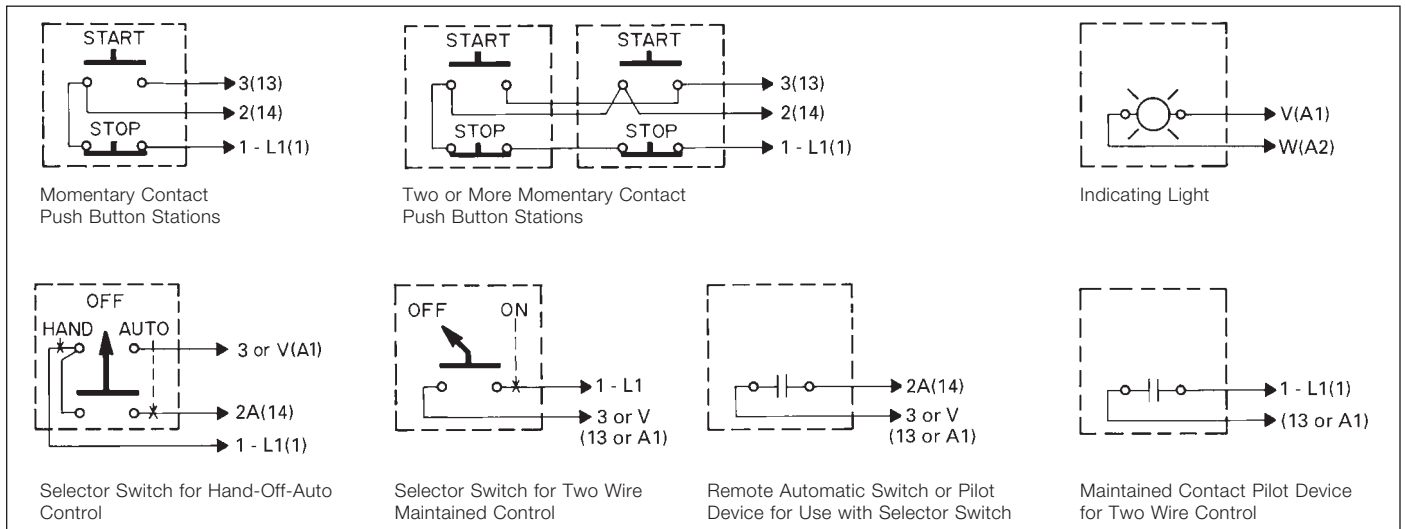 START
3(13)
2(14)
STOP
1 - L1(1)
Momentary Contact
Push Button Stations
START START
3(13)
2(14)
STOP STOP
1 - L1(1)
Two or More Momentary Contact
Push Button Stations
V(A1)
W(A2)
Indicating Light
OFF
HAND AUTO
3 or V(A1)
2A(14)
1 - L1(1)
Selector Switch for Hand-Off-Auto
Control
OFF ON
1 - L1
3 or V
(13 or A1)
Selector Switch for Two Wire
Maintained Control
2A(14)
3 or V
(13 or A1)
Remote Automatic Switch or Pilot
Device for Use with Selector Switch
1 - L1(1)
(13 or A1)
Maintained Contact Pilot Device
for Two Wire Control